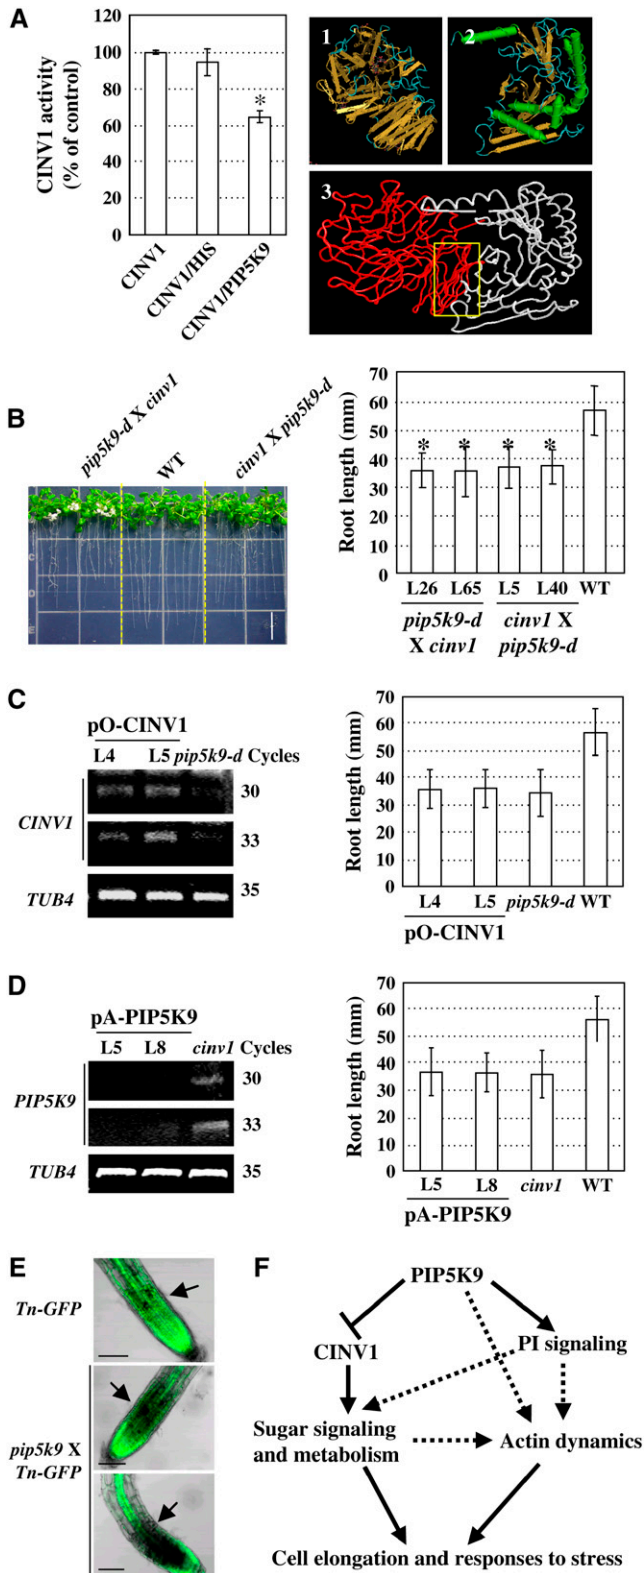 A
120
100
80
60
40
20
0
CINV1 activity
(% of control)
*
CINV1
CINV1/HIS
CINV1/PIP5K9
1
2
3
B
pip5k9-d X cinv1
WT
cinv1 X pip5k9-d
C
D
E
70
60
50
40
30
20
10
0
Root length (mm)
* * * *
L26 L65 L5 L40 WT
pip5k9-d
X cinv1
cinv1 X
pip5k9-d
C
pO-CINV1
L4 L5 pip5k9-d Cycles
CINV1
30
33
TUB4
35
70
60
50
40
30
20
10
0
Root length (mm)
L4 L5 pip5k9-d WT
pO-CINV1
D
pA-PIP5K9
L5 L8 cinv1 Cycles
PIP5K9
30
33
TUB4
35
70
60
50
40
30
20
10
0
Root length (mm)
L5 L8 cinv1 WT
pA-PIP5K9
E
Tn-GFP
pip5k9 X
Tn-GFP
F
PIP5K9
CINV1
PI signaling
Sugar signaling
and metabolism
Actin dynamics
Cell elongation and responses to stress